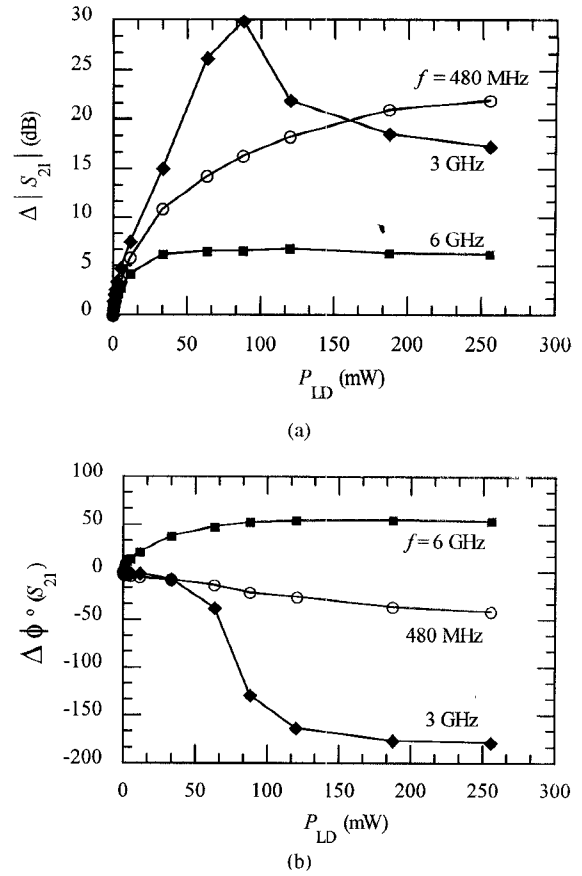 30
25
20
15
10
5
0
Δ | S21 | (dB)
f = 480 MHz
3 GHz
6 GHz
0 50 100 150 200 250 300
PLD (mW)
(a)
100
50
0
-50
-100
-150
-200
Δ ϕ ° (S21)
f = 6 GHz
480 MHz
3 GHz
0 50 100 150 200 250 300
PLD (mW)
(b)